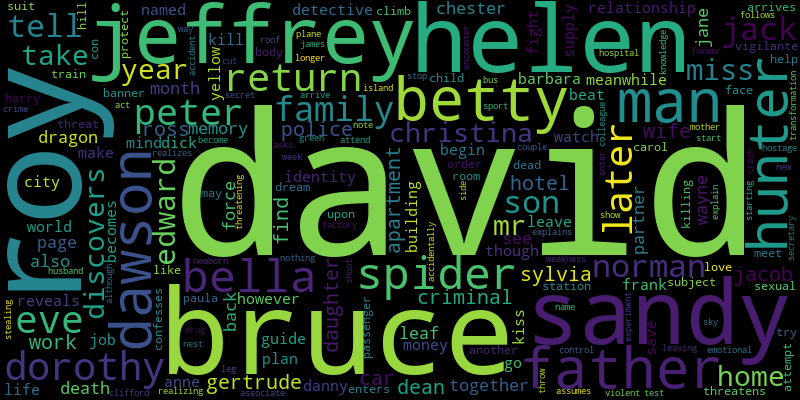 suit detective climb chester relationship supply jane arrives
tell jeffrey helen jack
hill named protect con kill roof body plane james longer accident way cut fight hospital former knowledge follows
take year yellow return betty miss vigilante
train island barbara meanwhile help
harry month secret arrive bus child man face
crime banner peter family sport beat transformation
threat act ross memory police stop note christina watch colleague wife carol mother start hostage
dragon become green attend
make minddick realizes asks couple enter crash new
roy david hunter
city dawson edward identity week begin order dead hotel later partner killing wayne explain starting secretary
may dream room son
world discovers becomes force threatening find upon apartment building mr leave side show meet
page factory explains see though
also although like bella accidentally spider sylvia norman love jacob
husband newborn nothing station weakness frank subject sexual
reveals confesses paula back however daughter shoot criminal
eve bruce guide leaf kiss name experiment save sandy sky try
work job drug plan passenger money another control emotional
stealing nest car go father leaving home attempt
dorothy anne leg danny dean together throw
life death gertrude enters assumes violent test threatens
clifford realizing associate